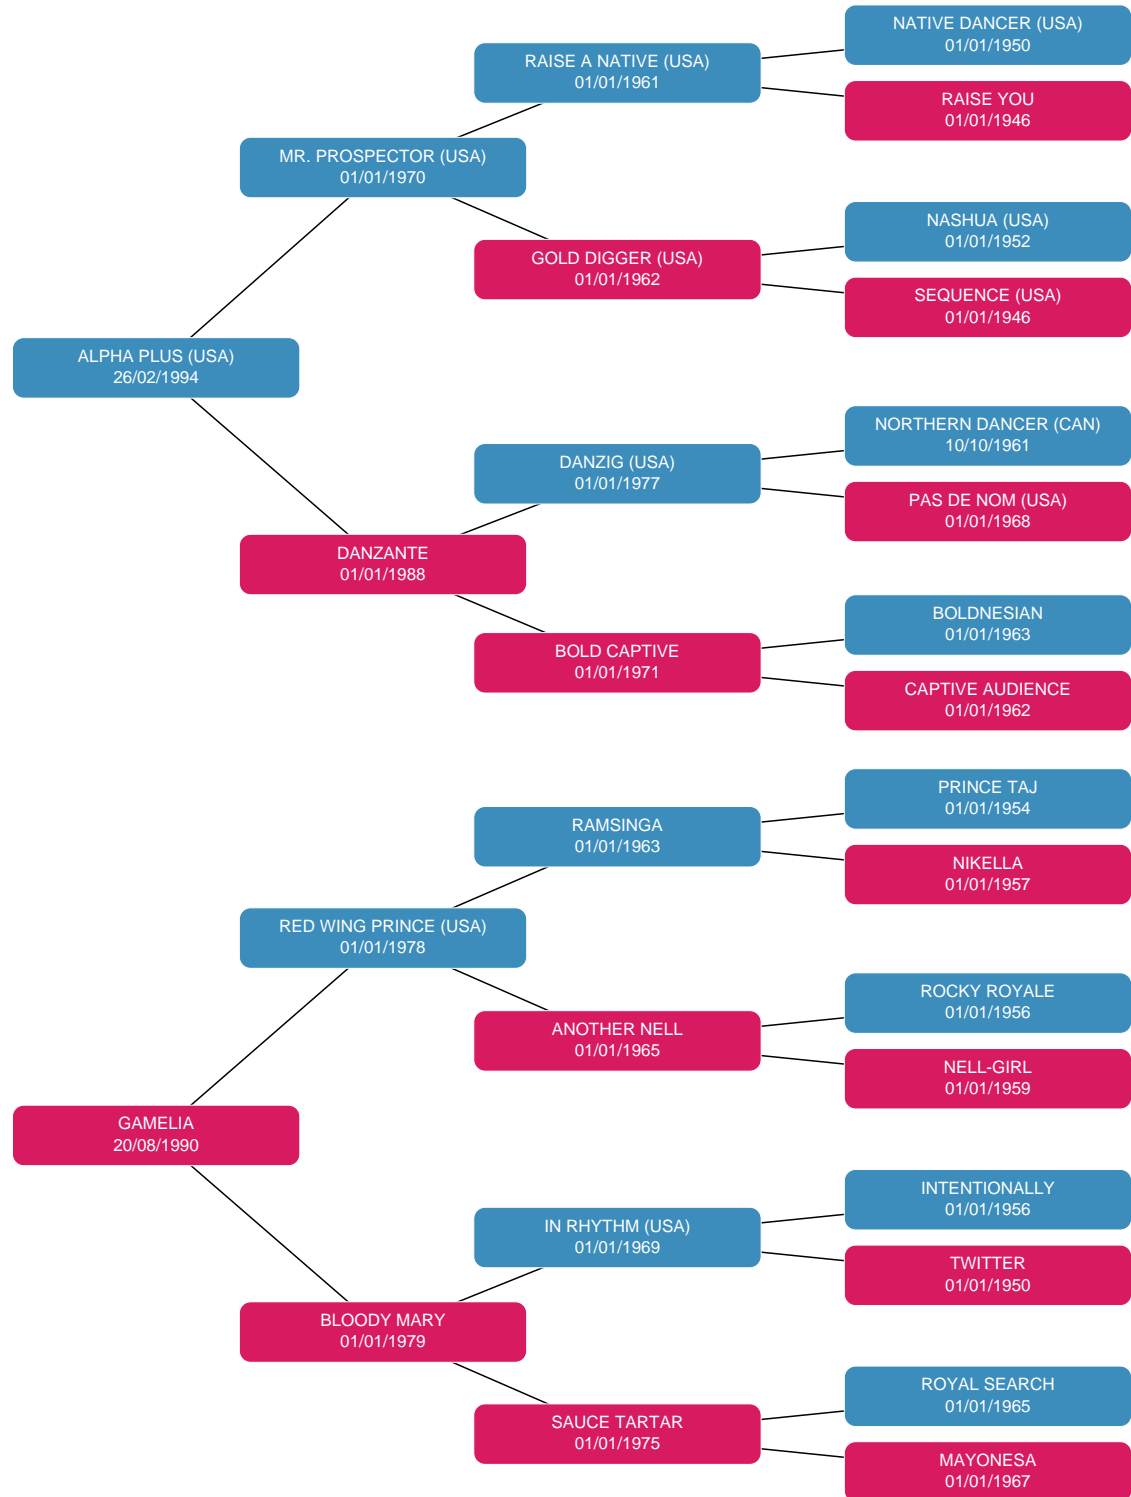 NATIVE DANCER (USA)
01/01/1950
RAISE A NATIVE (USA)
01/01/1961
RAISE YOU
01/01/1946
MR. PROSPECTOR (USA)
01/01/1970
NASHUA (USA)
01/01/1952
GOLD DIGGER (USA)
01/01/1962
SEQUENCE (USA)
01/01/1946
ALPHA PLUS (USA)
26/02/1994
NORTHERN DANCER (CAN)
10/10/1961
DANZIG (USA)
01/01/1977
PAS DE NOM (USA)
01/01/1968
DANZANTE
01/01/1988
BOLDNESIAN
01/01/1963
BOLD CAPTIVE
01/01/1971
CAPTIVE AUDIENCE
01/01/1962
PRINCE TAJ
01/01/1954
RAMSINGA
01/01/1963
NIKELLA
01/01/1957
RED WING PRINCE (USA)
01/01/1978
ROCKY ROYALE
01/01/1956
ANOTHER NELL
01/01/1965
NELL-GIRL
01/01/1959
GAMELIA
20/08/1990
INTENTIONALLY
01/01/1956
IN RHYTHM (USA)
01/01/1969
TWITTER
01/01/1950
BLOODY MARY
01/01/1979
ROYAL SEARCH
01/01/1965
SAUCE TARTAR
01/01/1975
MAYONESA
01/01/1967